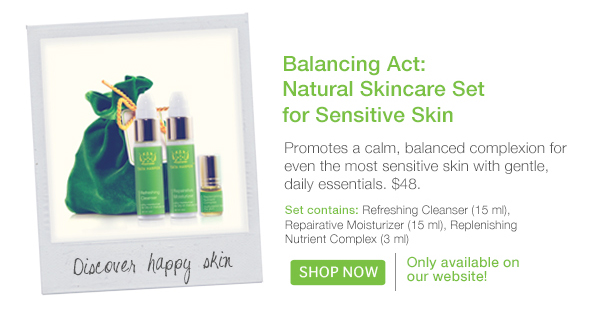 Balancing Act:
Natural Skincare Set
for Sensitive Skin
Promotes a calm, balanced complexion for
even the most sensitive skin with gentle,
daily essentials. $48.
Set contains: Refreshing Cleanser (15 ml),
Repairative Moisturizer (15 ml), Replenishing
Nutrient Complex (3 ml)
SHOP NOW
Only available on
our website!
Refreshing
Cleanser
Discover happy skin